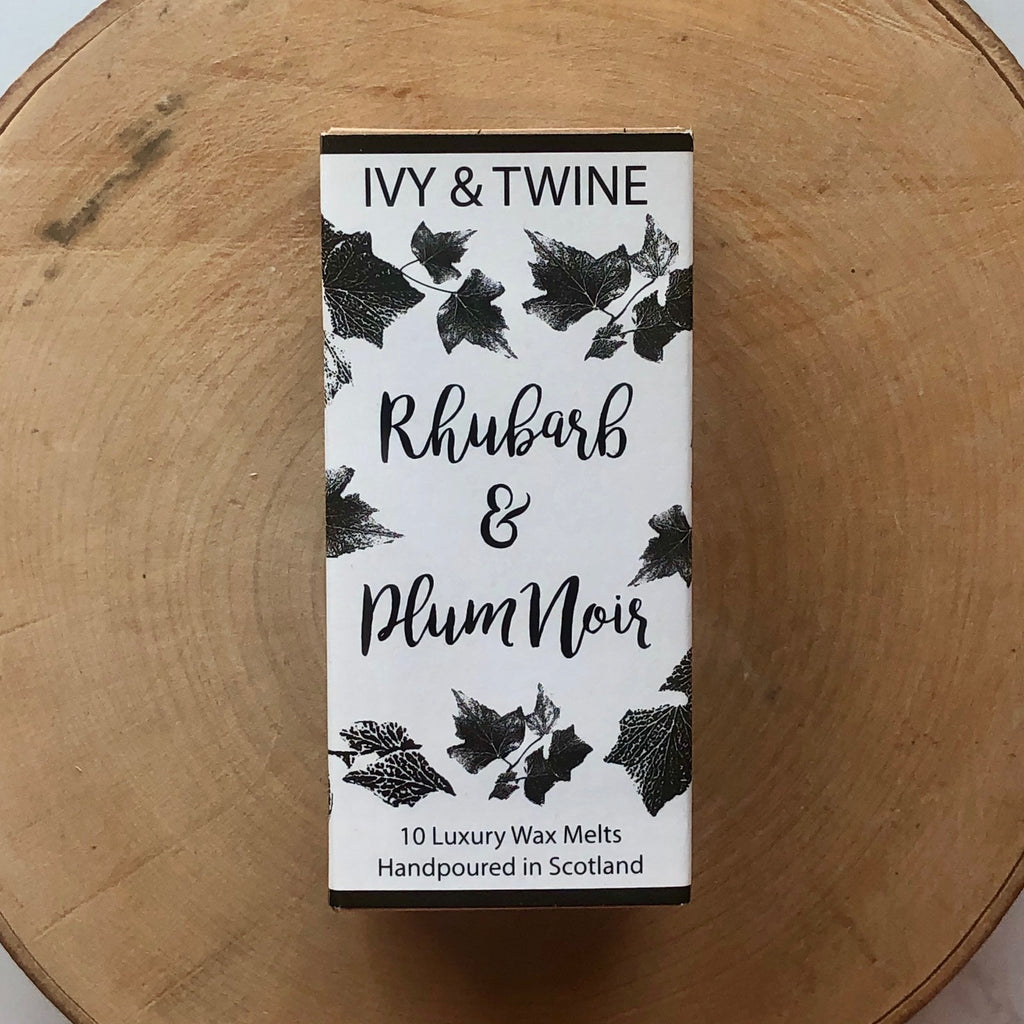 IVY & TWINE
Rhubarb
&
Plum Noir
10 Luxury Wax Melts
Handpoured in Scotland